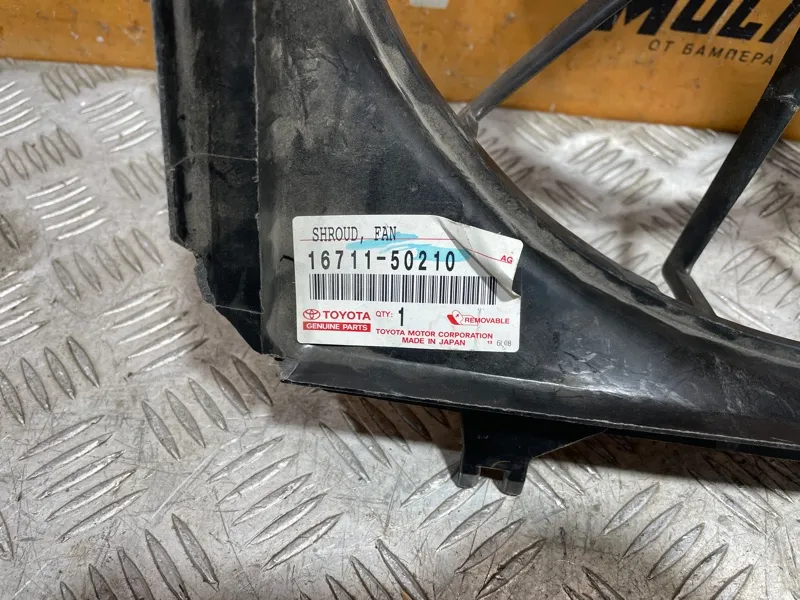 ОТ БАМПЕРА
SHROUD, FAN
16711-50210
AG
TOYOTA
GENUINE PARTS
QTY: 1
REMOVABLE
TOYOTA MOTOR CORPORATION
MADE IN JAPAN